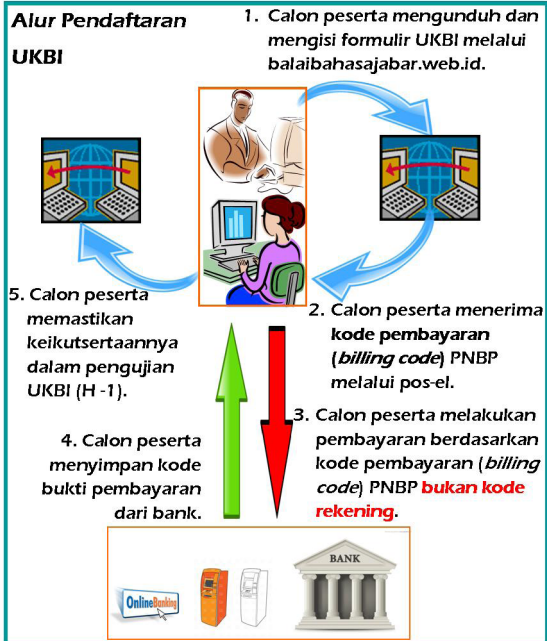 Alur Pendaftaran
UKBI
1. Calon peserta mengunduh dan
mengisi formulir UKBI melalui
balaibahasajabar.web.id.
2. Calon peserta menerima
kode pembayaran
(billing code) PNBP
melalui pos-el.
3. Calon peserta melakukan
pembayaran berdasarkan
kode pembayaran (billing
code) PNBP bukan kode
rekening.
4. Calon peserta
menyimpan kode
bukti pembayaran
dari bank.
5. Calon peserta
memastikan
keikutsertaannya
dalam pengujian
UKBI (H -1).
OnlineBanking
BANK